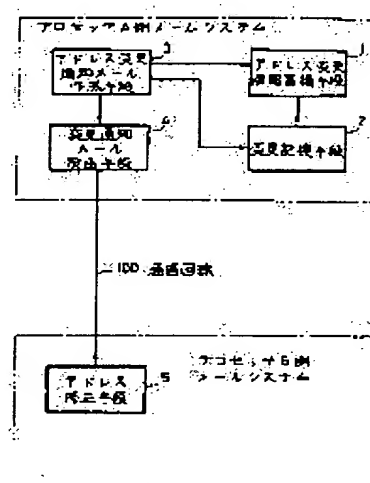 プロセッサA側メールシステム
3
アドレス変更
通知メール
作成手段
1
アドレス変更
履歴蓄積手段
4
変更通知
メール
送出手段
2
変更記憶手段
100 通信回線
プロセッサB側
メールシステム
アドレス
修正手段
5